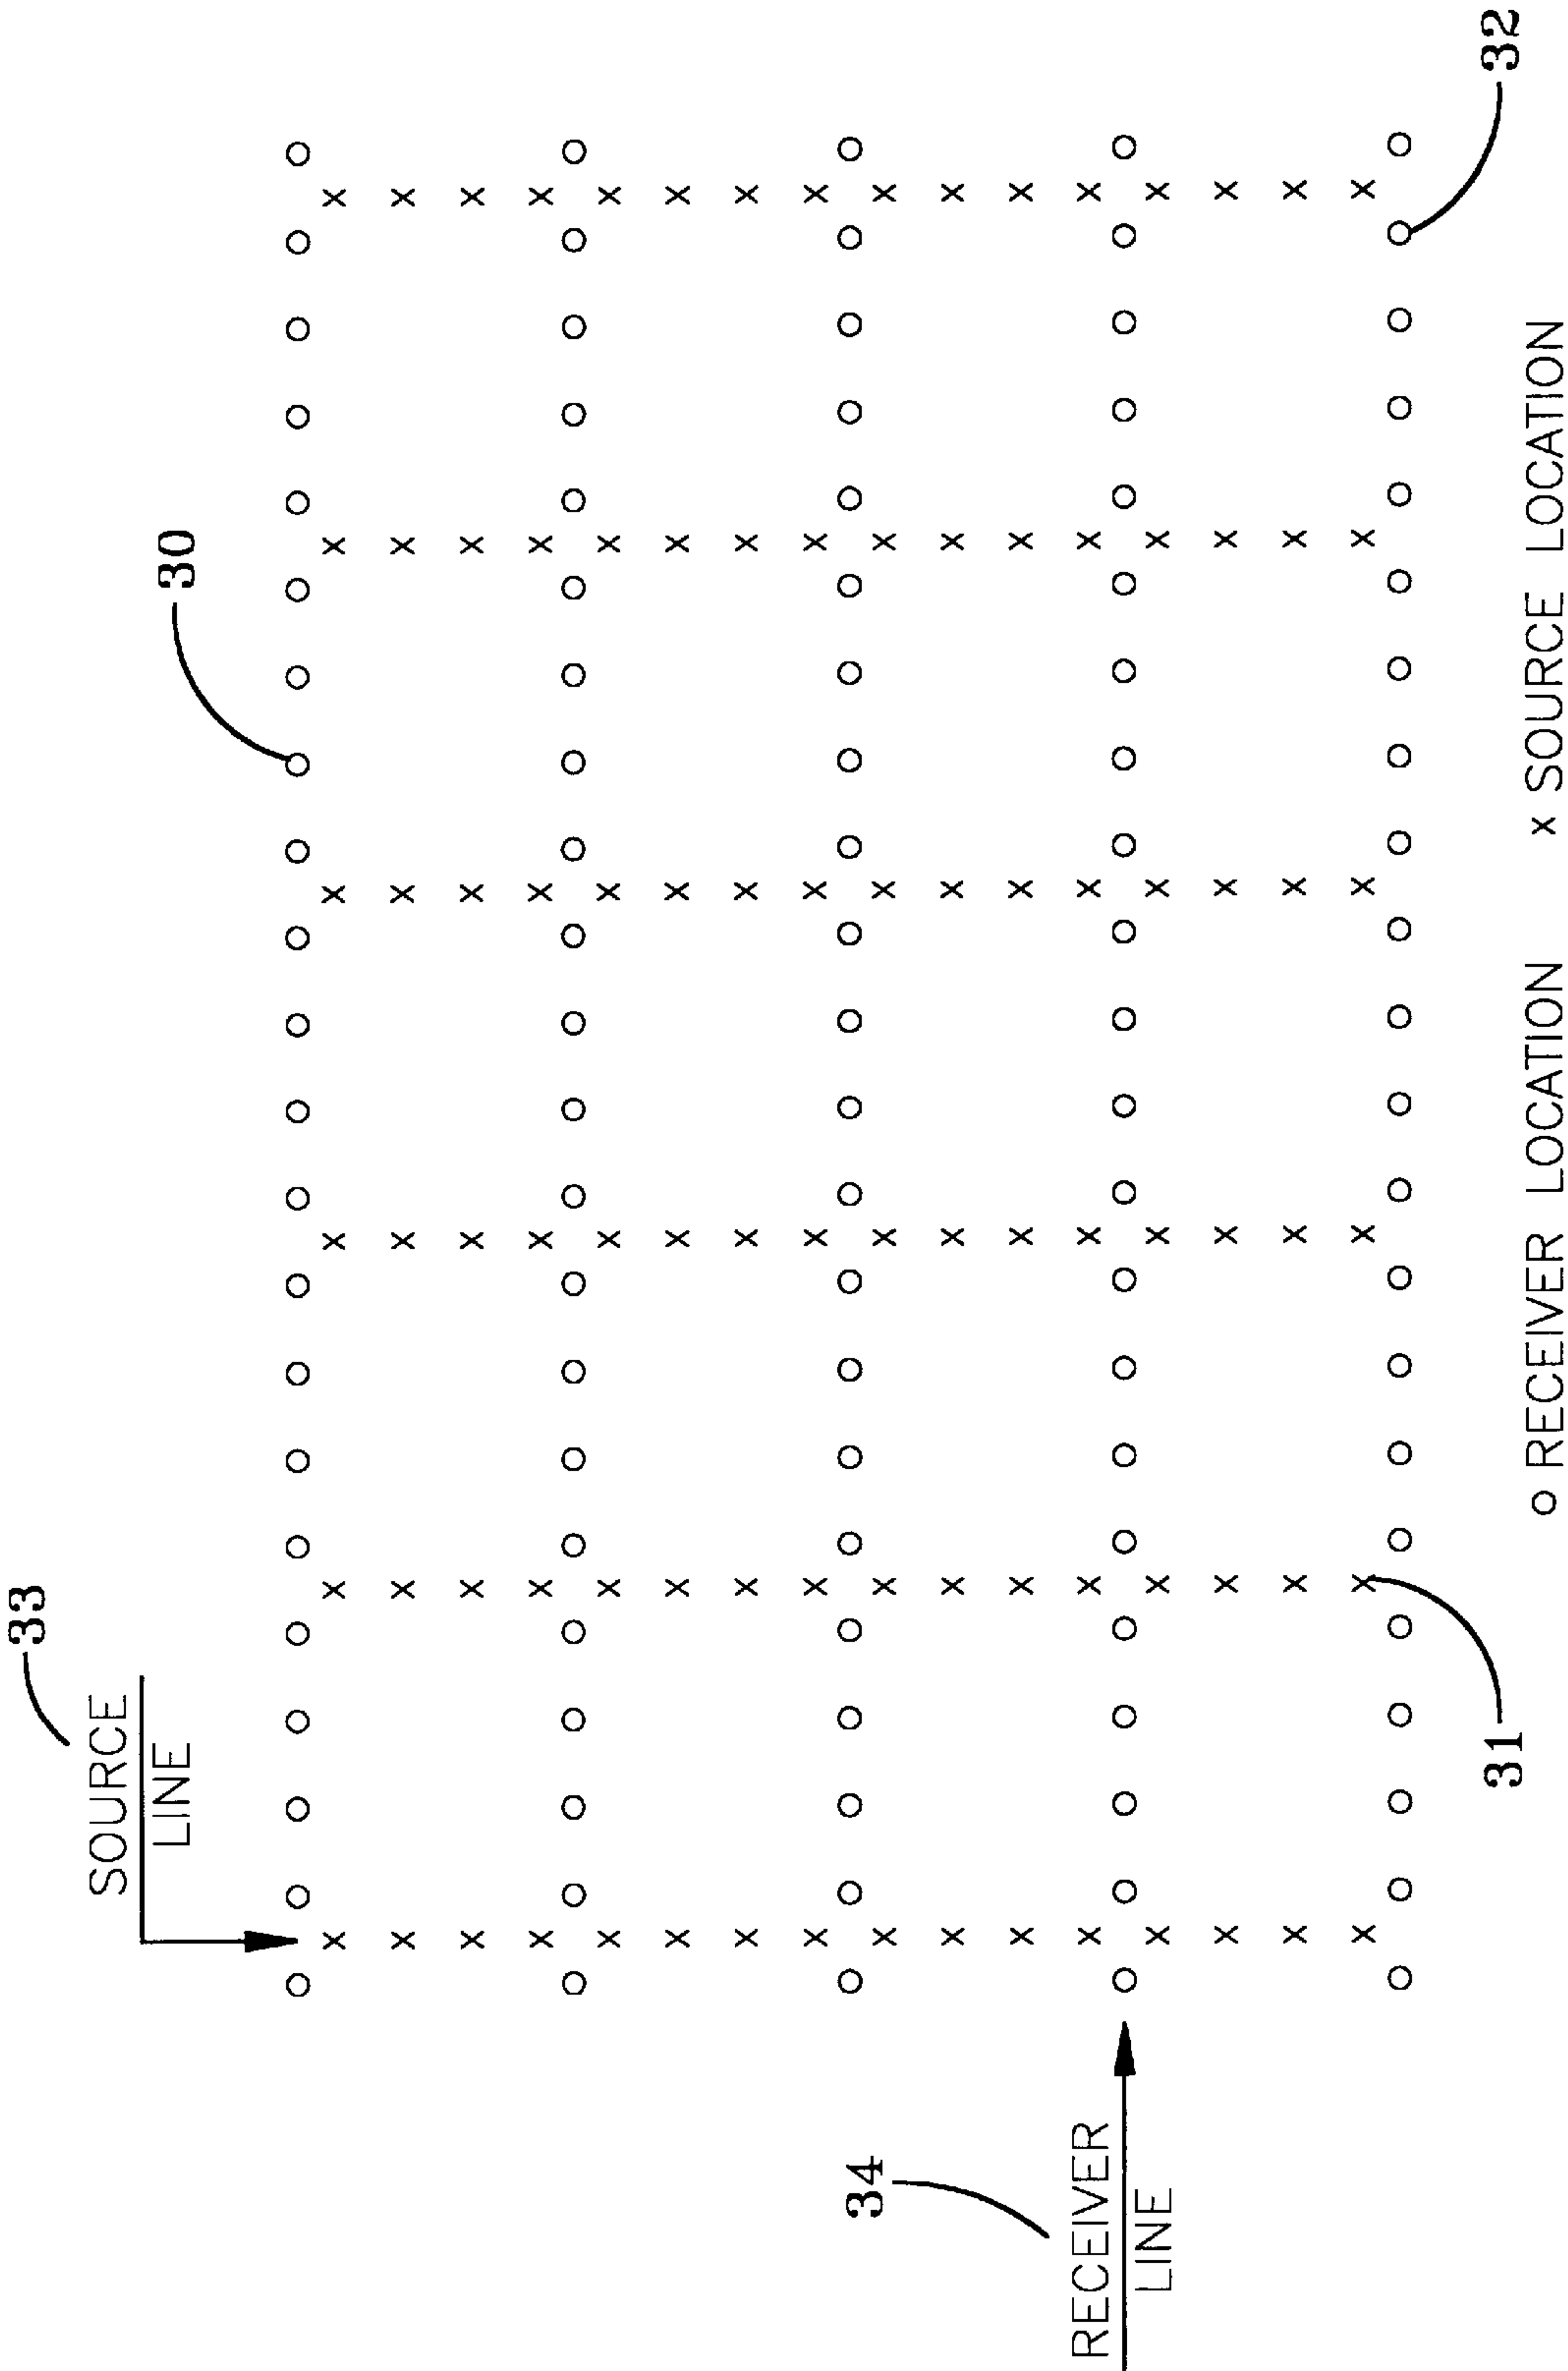 33
SOURCE
LINE
30
34
RECEIVER
LINE
31
32
o RECEIVER LOCATION x SOURCE LOCATION